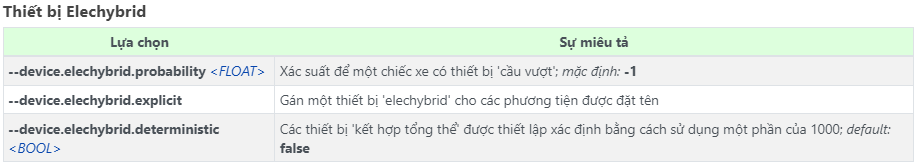 Thiết bị Elechybrid
Lựa chọn Sự miêu tả
--device.elechybrid.probability <FLOAT> Xác suất để một chiếc xe có thiết bị 'cầu vượt'; mặc định: -1
--device.elechybrid.explicit Gán một thiết bị 'elechybrid' cho các phương tiện được đặt tên
--device.elechybrid.deterministic Các thiết bị 'kết hợp tổng thể' được thiết lập xác định bằng cách sử dụng một phần của 1000; default:
<BOOL> false